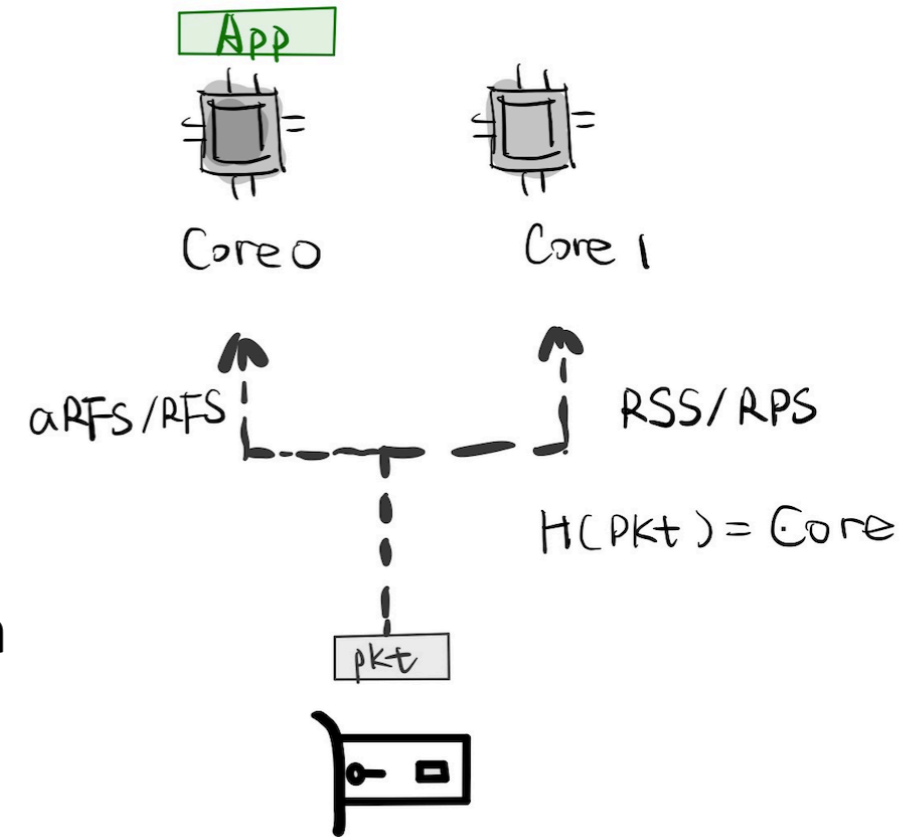 App
Core 0
Core 1
aRFS/RFS
RSS/RPS
H(pkt) = Core
pkt